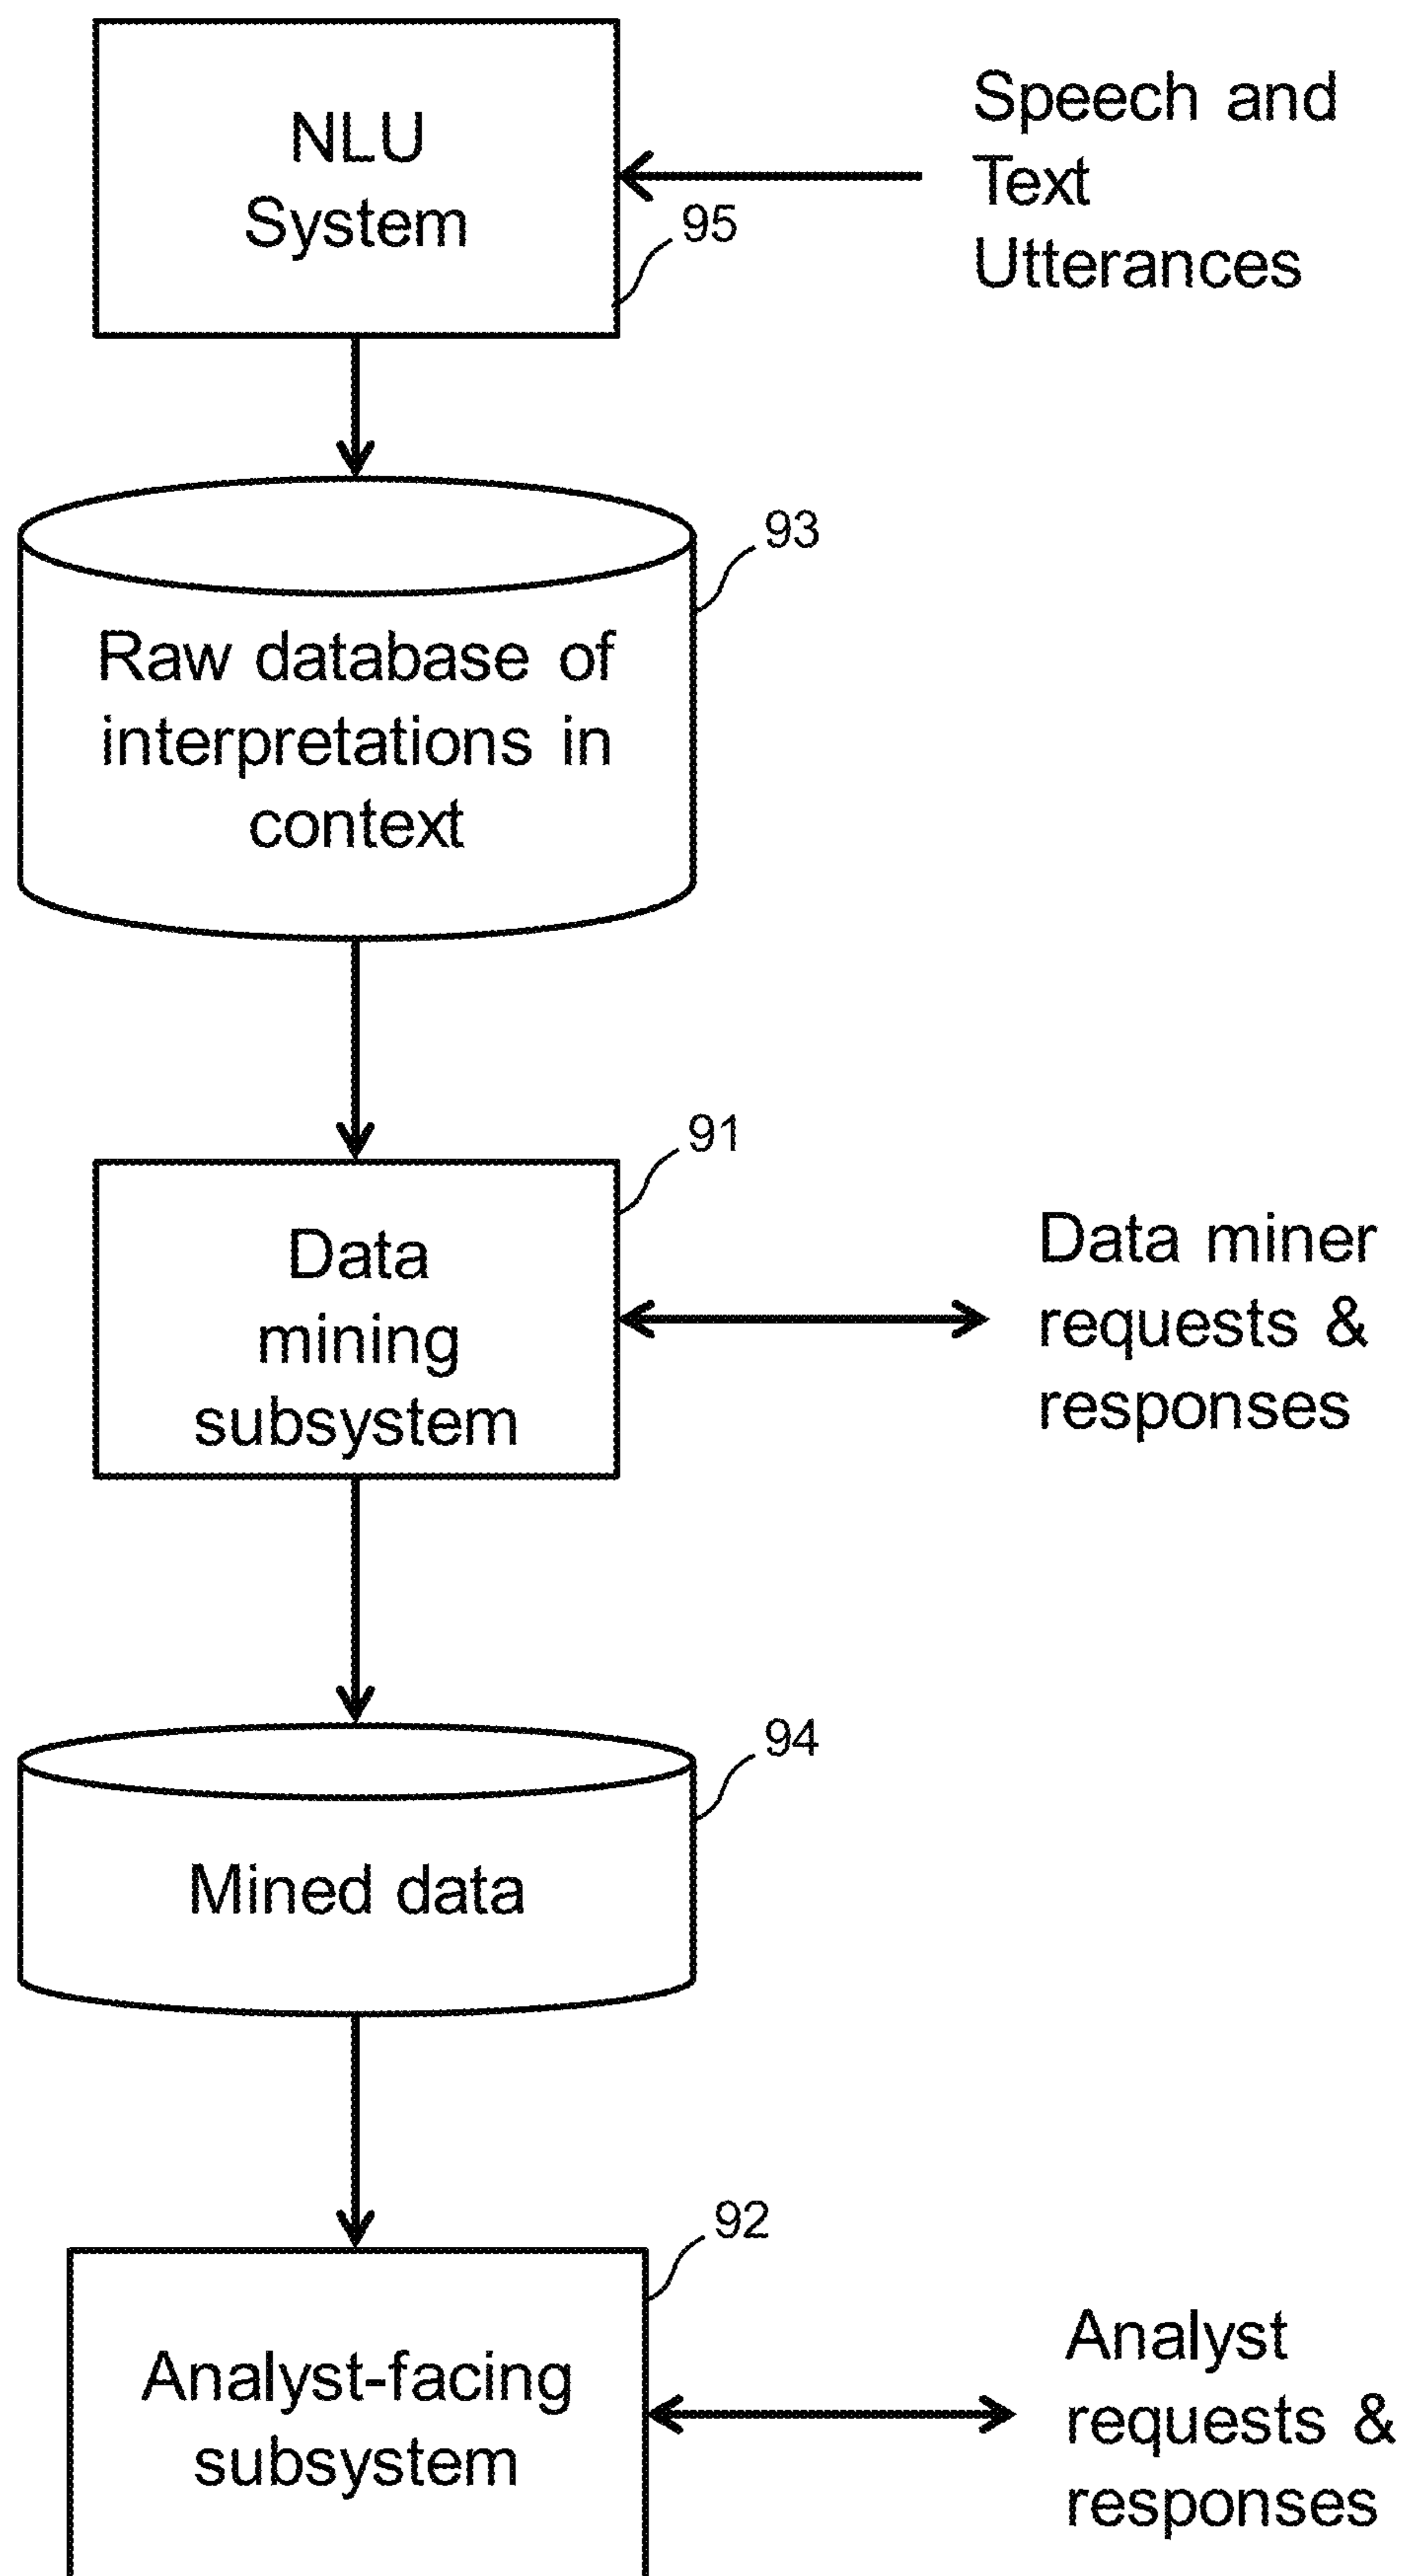 NLU
System
95
Speech and
Text
Utterances
93
Raw database of
interpretations in
context
91
Data
mining
subsystem
Data miner
requests &
responses
94
Mined data
92
Analyst-facing
subsystem
Analyst
requests &
responses